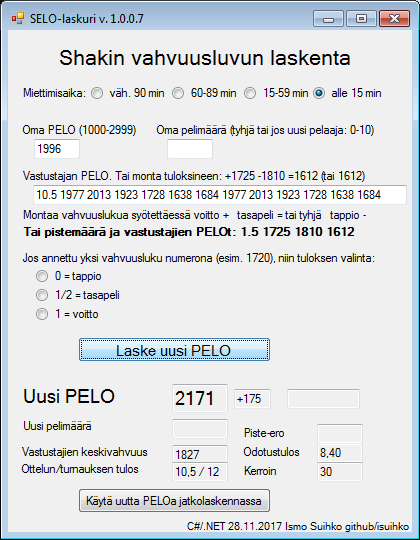 SELO-laskuri v. 1.0.0.7
Shakin vahvuusluvun laskenta
Miettimisaika: väh. 90 min 60-89 min 15-59 min alle 15 min
Oma PELO (1000-2999) Oma pelimäärä (tyhjä tai jos uusi pelaaja: 0-10)
1996
Vastustajan PELO. Tai monta tuloksineen: +1725 -1810 =1612 (tai 1612)
10.5 1977 2013 1923 1728 1638 1684 1977 2013 1923 1728 1638 1684
Montaa vahvuuslukua syötettäessä voitto + tasapeli = tai tyhjä tappio -
Tai pistemäärä ja vastustajien PELOt: 1.5 1725 1810 1612
Jos annettu yksi vahvuusluku numerona (esim. 1720), niin tuloksen valinta:
0 = tappio
1/2 = tasapeli
1 = voitto
Laske uusi PELO
Uusi PELO 2171 +175
Uusi pelimäärä
Piste-ero
Vastustajien keskivahvuus 1827 Odotustulos 8,40
Ottelun/turnauksen tulos 10,5 / 12 Kerroin 30
Käytä uutta PELOa jatkolaskennassa
C#/.NET 28.11.2017 Ismo Suihko github/isuihko